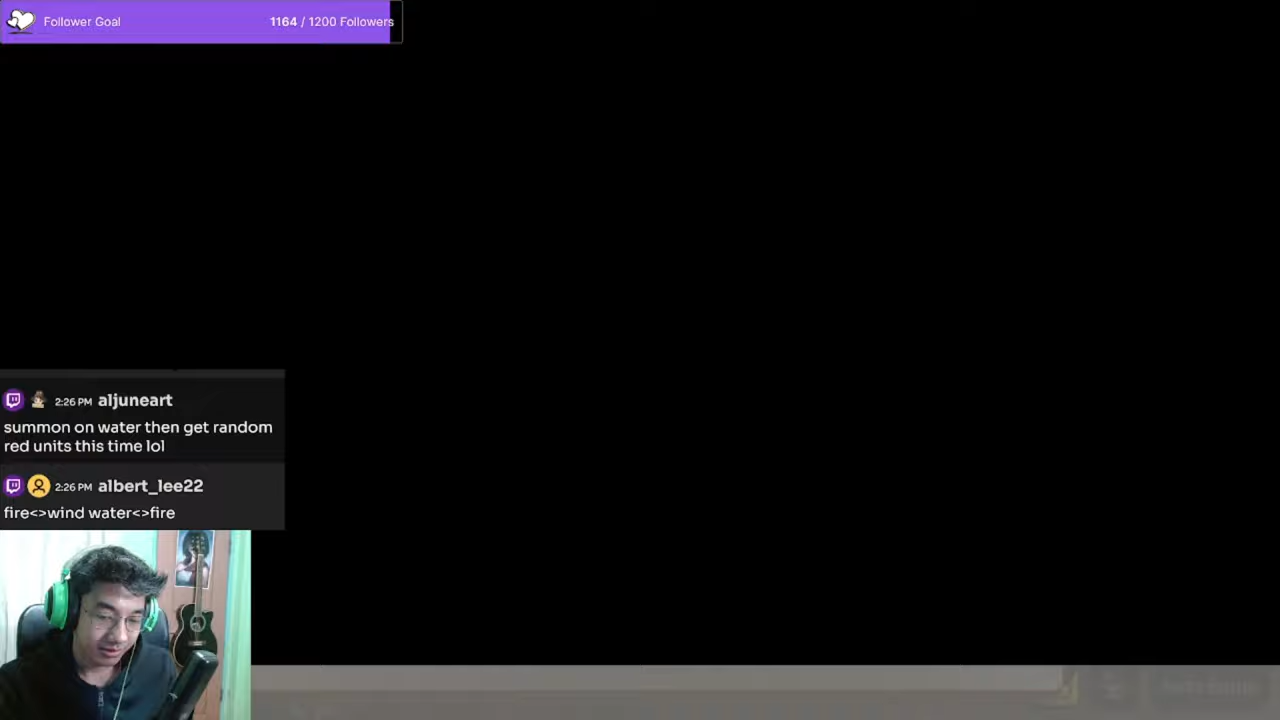 Follower Goal 1164 / 1200 Followers
2:26 PM aljuneart
summon on water then get random
red units this time lol
2:26 PM albert_lee22
fire<>wind water<>fire